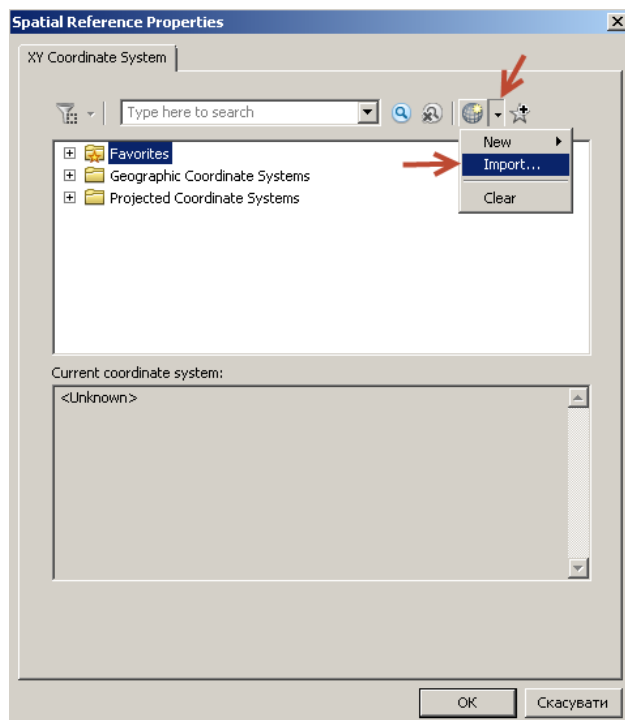 Spatial Reference Properties
XY Coordinate System
Type here to search
New
Import...
Clear
Favorites
Geographic Coordinate Systems
Projected Coordinate Systems
Current coordinate system:
<Unknown>
OK
Скасувати